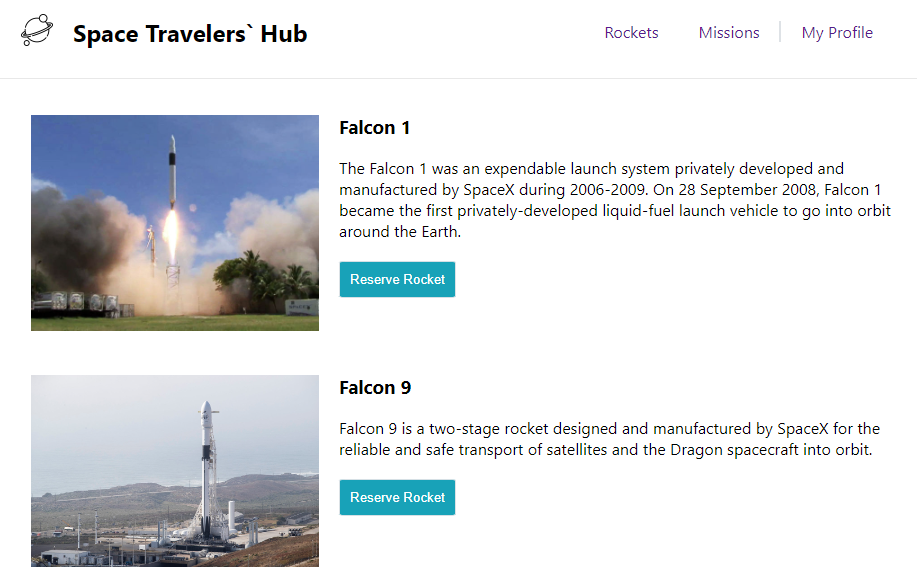 Space Travelers` Hub
Rockets
Missions
My Profile
Falcon 1
The Falcon 1 was an expendable launch system privately developed and
manufactured by SpaceX during 2006-2009. On 28 September 2008, Falcon 1
became the first privately-developed liquid-fuel launch vehicle to go into orbit
around the Earth.
Reserve Rocket
Falcon 9
Falcon 9 is a two-stage rocket designed and manufactured by SpaceX for the
reliable and safe transport of satellites and the Dragon spacecraft into orbit.
Reserve Rocket